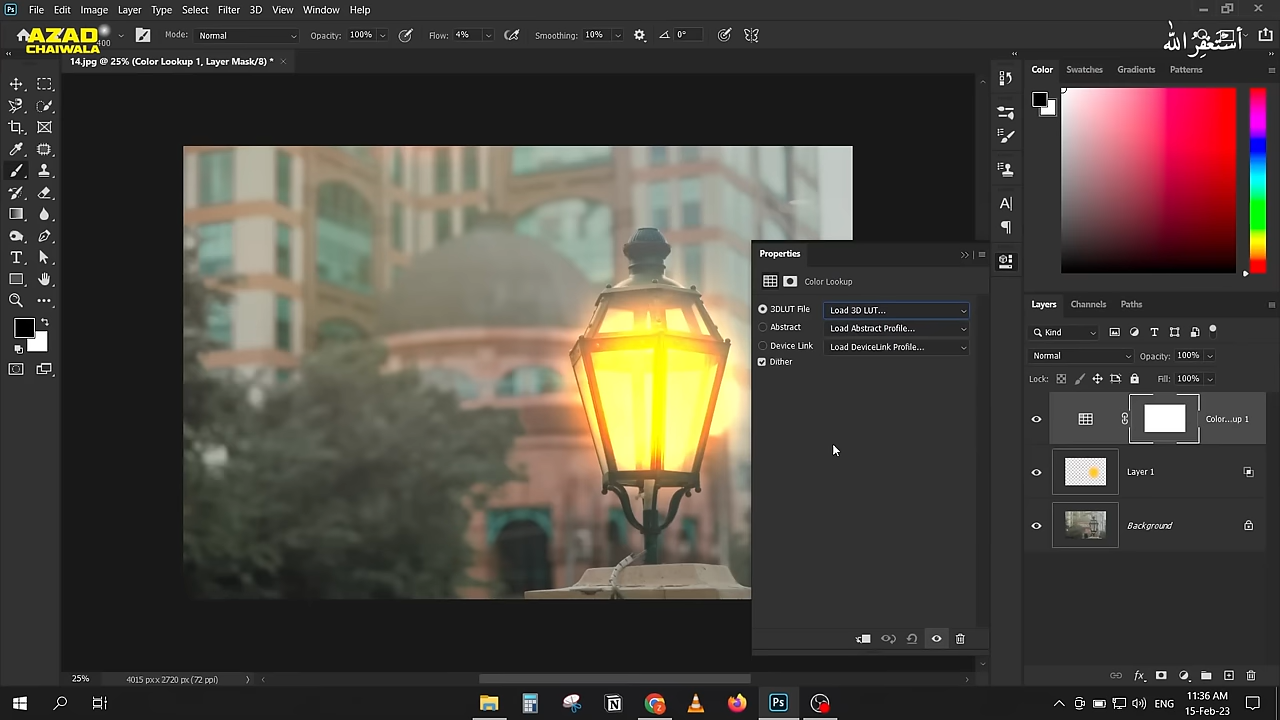 Ps File Edit Image Layer Type Select Filter 3D View Window Help
AZAD
CHAIWALA
400 Mode: Normal Opacity: 100% Flow: 4% Smoothing: 10% 0°
أستغفر الله
14.jpg @ 25% (Color Lookup 1, Layer Mask/8) *
Color Swatches Gradients Patterns
Properties
Color Lookup
3DLUT File Load 3D LUT...
Abstract Load Abstract Profile...
Device Link Load DeviceLink Profile...
Dither
Layers Channels Paths
Kind
Normal Opacity: 100%
Lock: Fill: 100%
Color...up 1
Layer 1
Background
25% 4015 px x 2720 px (72 ppi)
Ps
ENG
11:36 AM
15-Feb-23